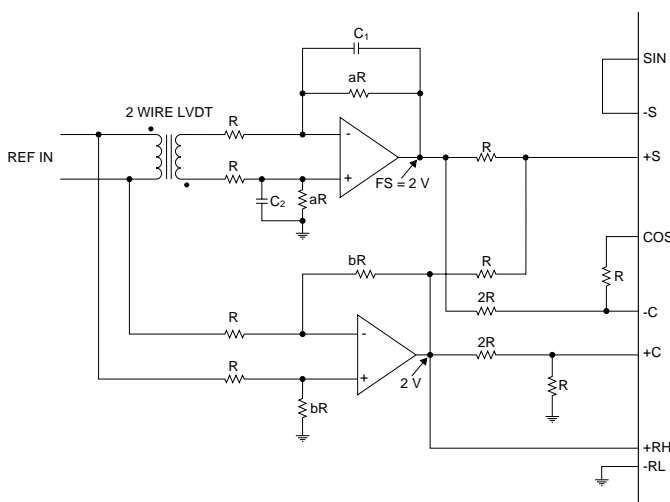 C1
aR
SIN
-S
2 WIRE LVDT
R
-
R
+S
REF IN
R
+
FS = 2 V
C2
aR
COS
bR
R
R
2R
-C
R
-
2R
+C
R
+
2 V
R
bR
+RH
-RL